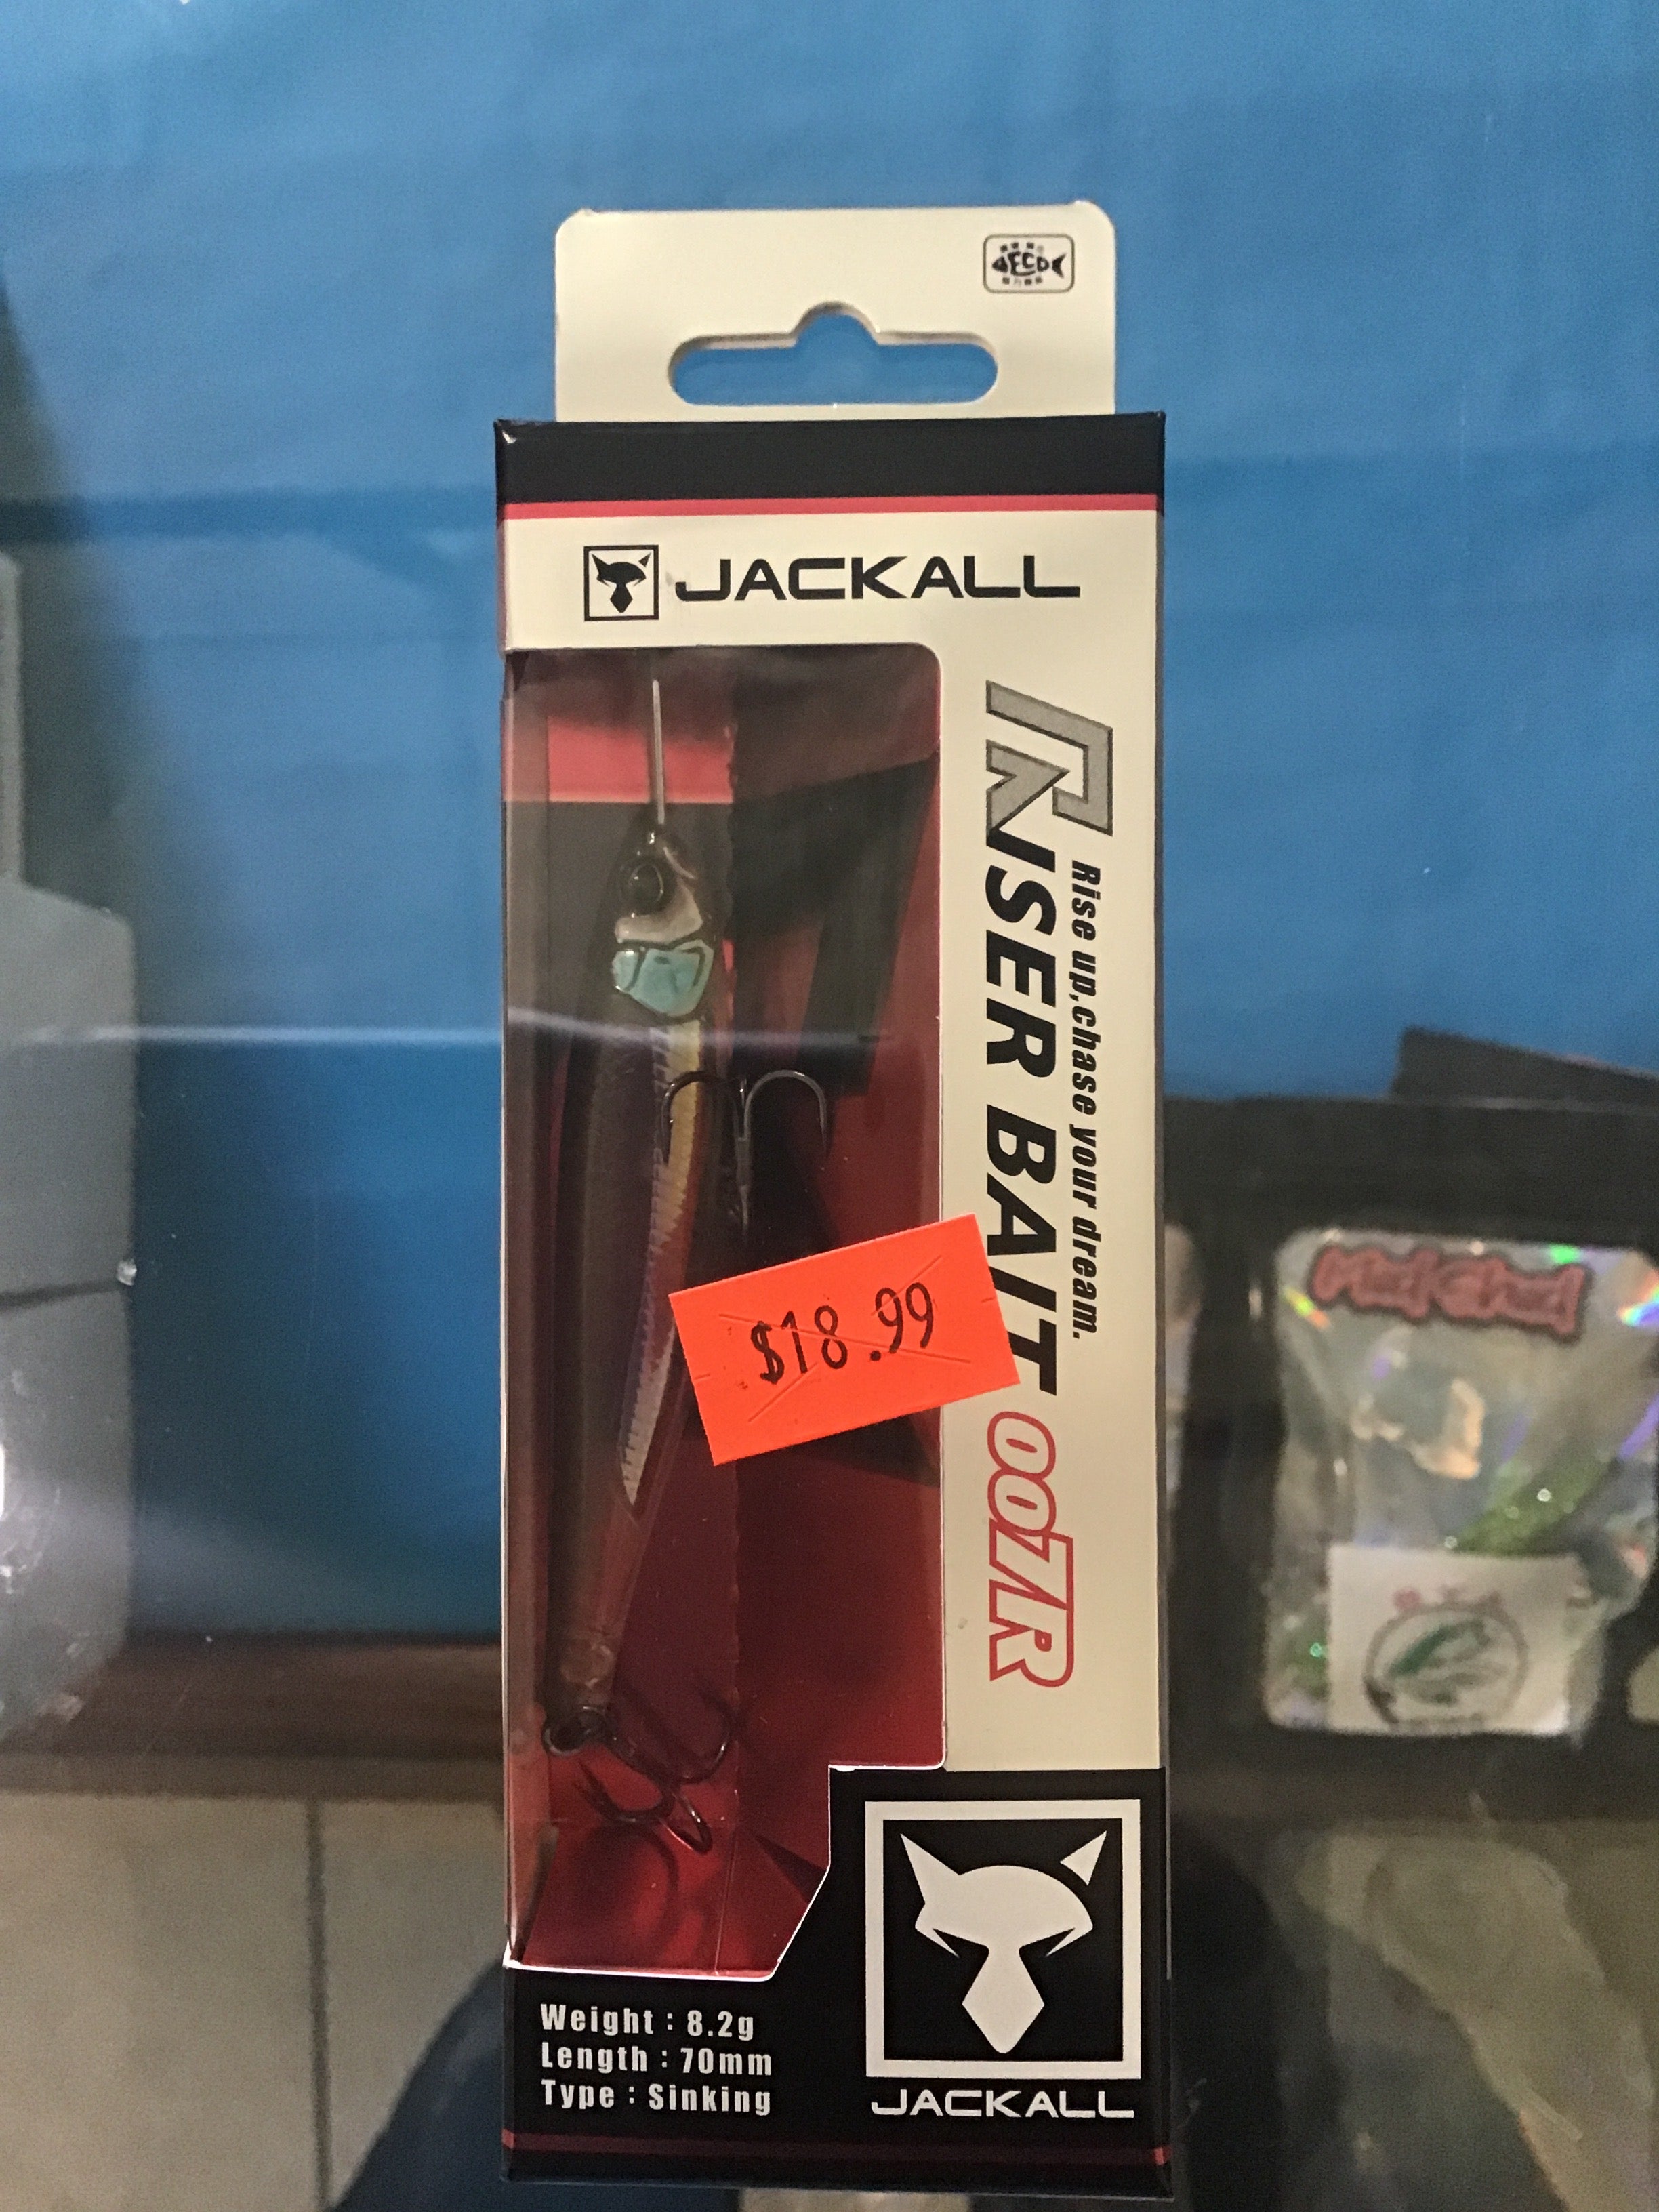 ECO
JACKALL
RISER BAIT 007R
Rise up,chase your dream.
$18.99
Weight : 8.2g
Length : 70mm
Type : Sinking
JACKALL